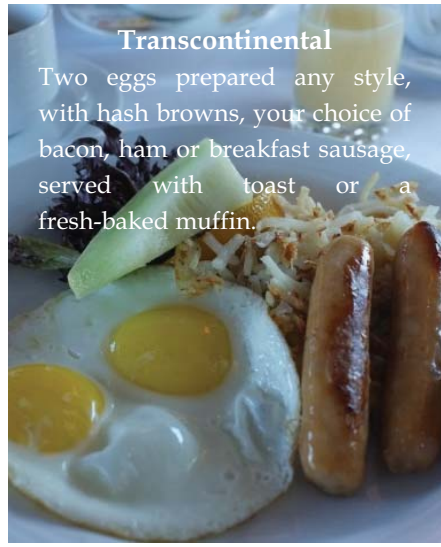 Transcontinental
Two eggs prepared any style,
with hash browns, your choice of
bacon, ham or breakfast sausage,
served with toast or a
fresh-baked muffin.